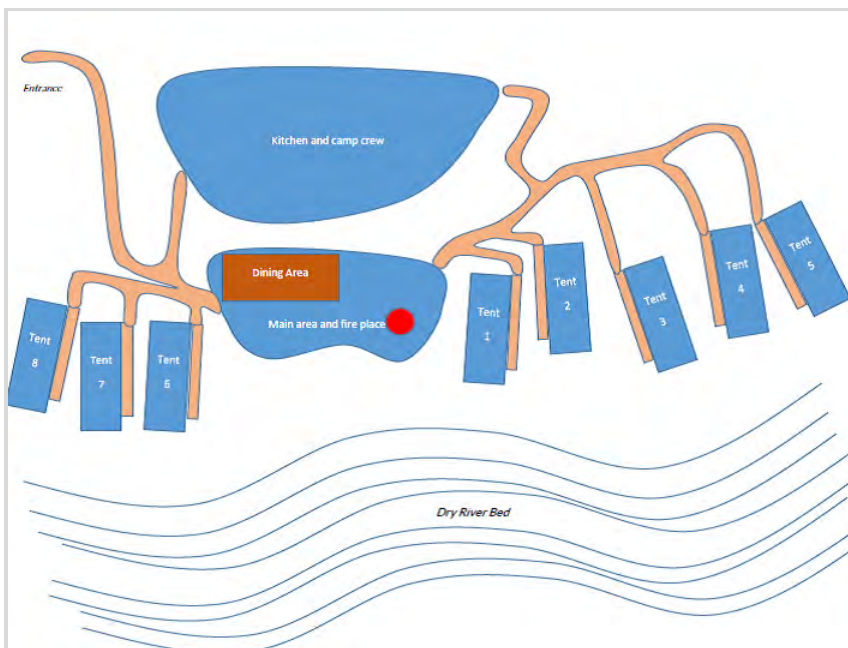 Entrance
Kitchen and camp crew
Dining Area
Main area and fire place
Tent
1
Tent
2
Tent
3
Tent
4
Tent
5
Tent
8
Tent
7
Tent
6
Dry River Bed